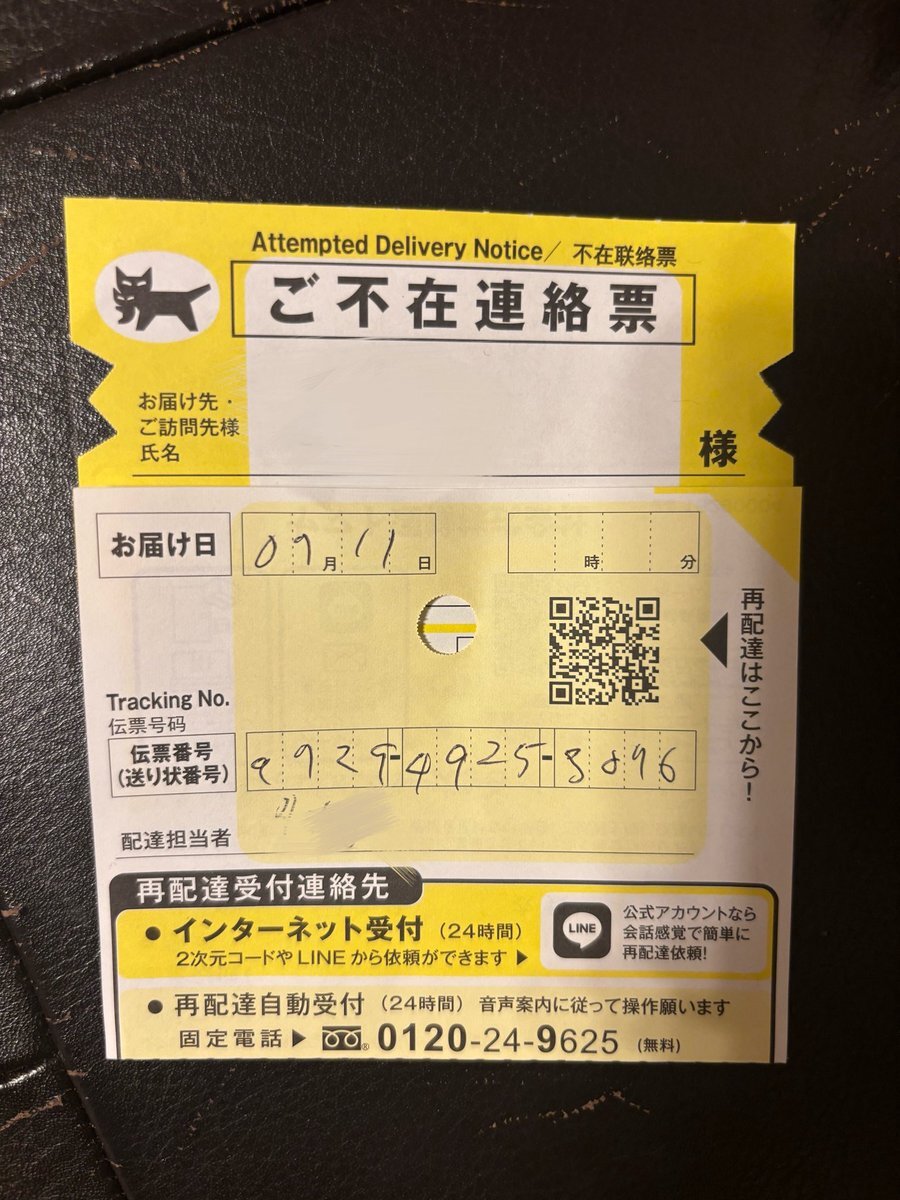 Attempted Delivery Notice／ 不在联络票
ご不在連絡票
お届け先・
ご訪問先様
氏名
様
お届け日 07月11日 時 分
再配達はここから！
Tracking No.
伝票号码
伝票番号
(送り状番号)
4925
配達担当者
再配達受付連絡先
● インターネット受付 (24時間)
2次元コードやLINEから依頼ができます▶
LINE
公式アカウントなら
会話感覚で簡単に
再配達依頼!
● 再配達自動受付 (24時間) 音声案内に従って操作願います
固定電話▶ ® 0120-24-9625 (無料)